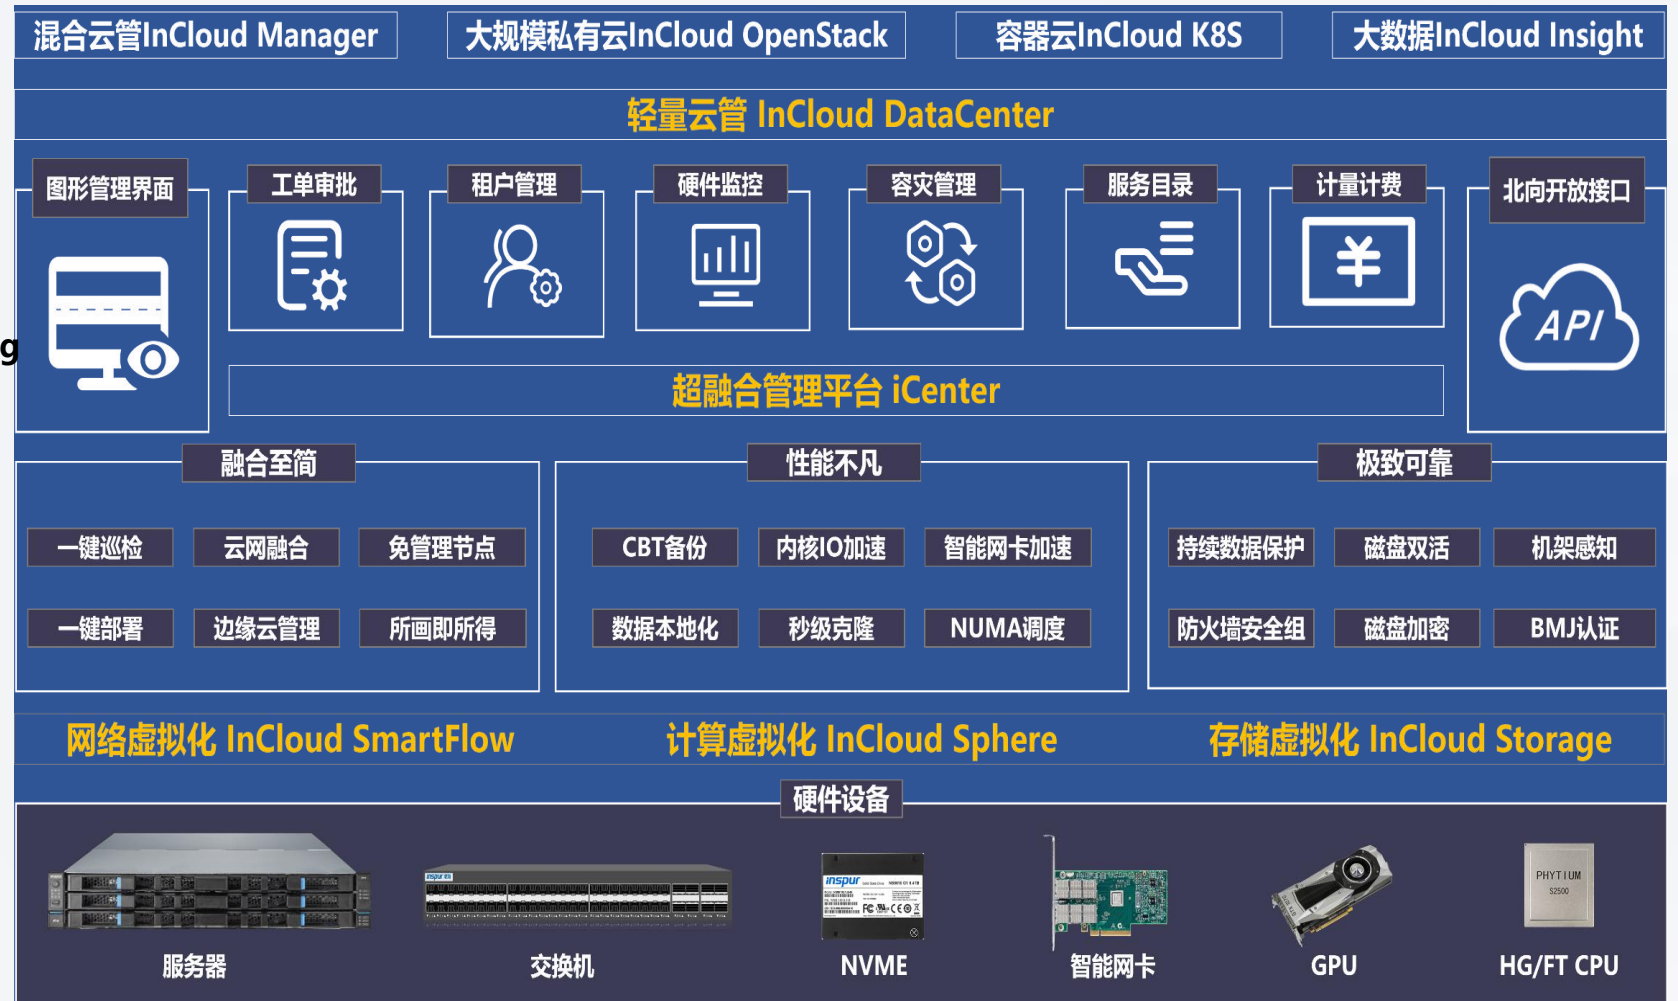 混合云管InCloud Manager
大规模私有云InCloud OpenStack
容器云InCloud K8S
大数据InCloud Insight
轻量云管 InCloud DataCenter
图形管理界面
工单审批
租户管理
硬件监控
容灾管理
服务目录
计量计费
北向开放接口
¥
API
g
超融合管理平台 iCenter
融合至简
性能不凡
极致可靠
一键巡检
云网融合
免管理节点
CBT备份
内核IO加速
智能网卡加速
持续数据保护
磁盘双活
机架感知
一键部署
边缘云管理
所画即所得
数据本地化
秒级克隆
NUMA调度
防火墙安全组
磁盘加密
BMJ认证
网络虚拟化 InCloud SmartFlow
计算虚拟化 InCloud Sphere
存储虚拟化 InCloud Storage
硬件设备
inspur
inspur
PHYTIUM
S2500
服务器
交换机
NVME
智能网卡
GPU
HG/FT CPU